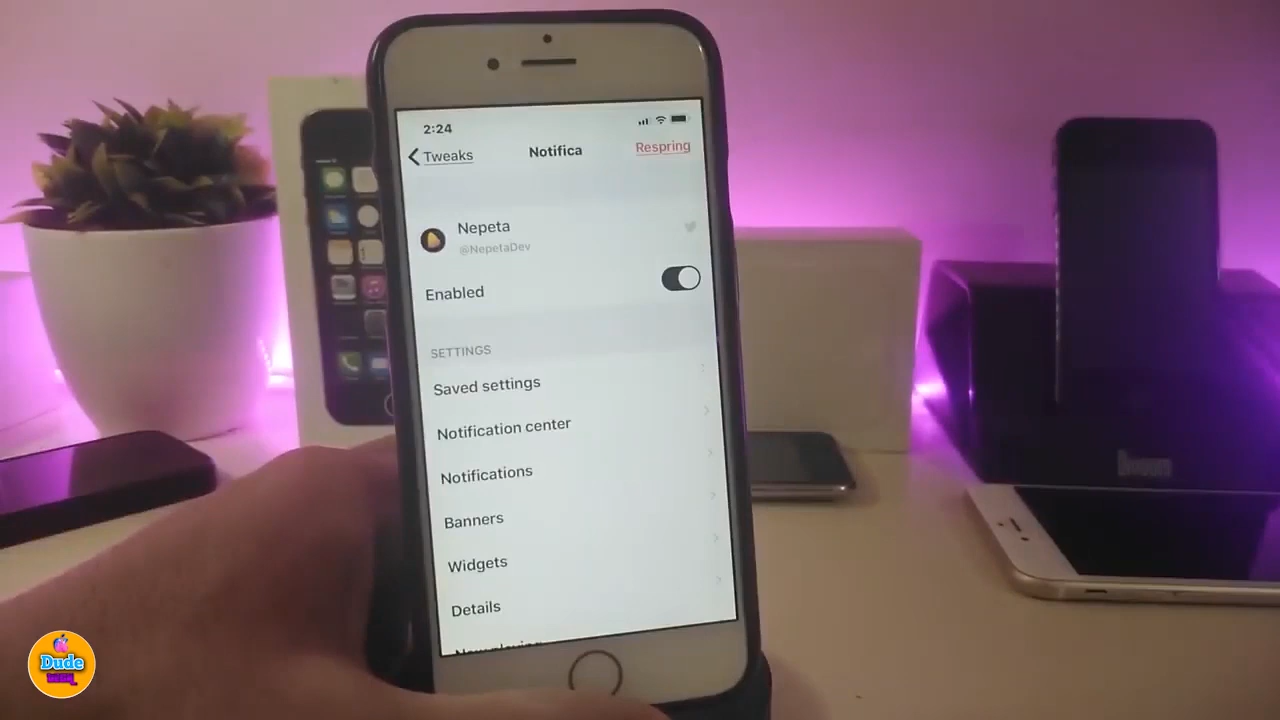 2:24
Tweaks
Notifica
Respring
Nepeta
@NepetaDev
Enabled
SETTINGS
Saved settings
Notification center
Notifications
Banners
Widgets
Details
Dude